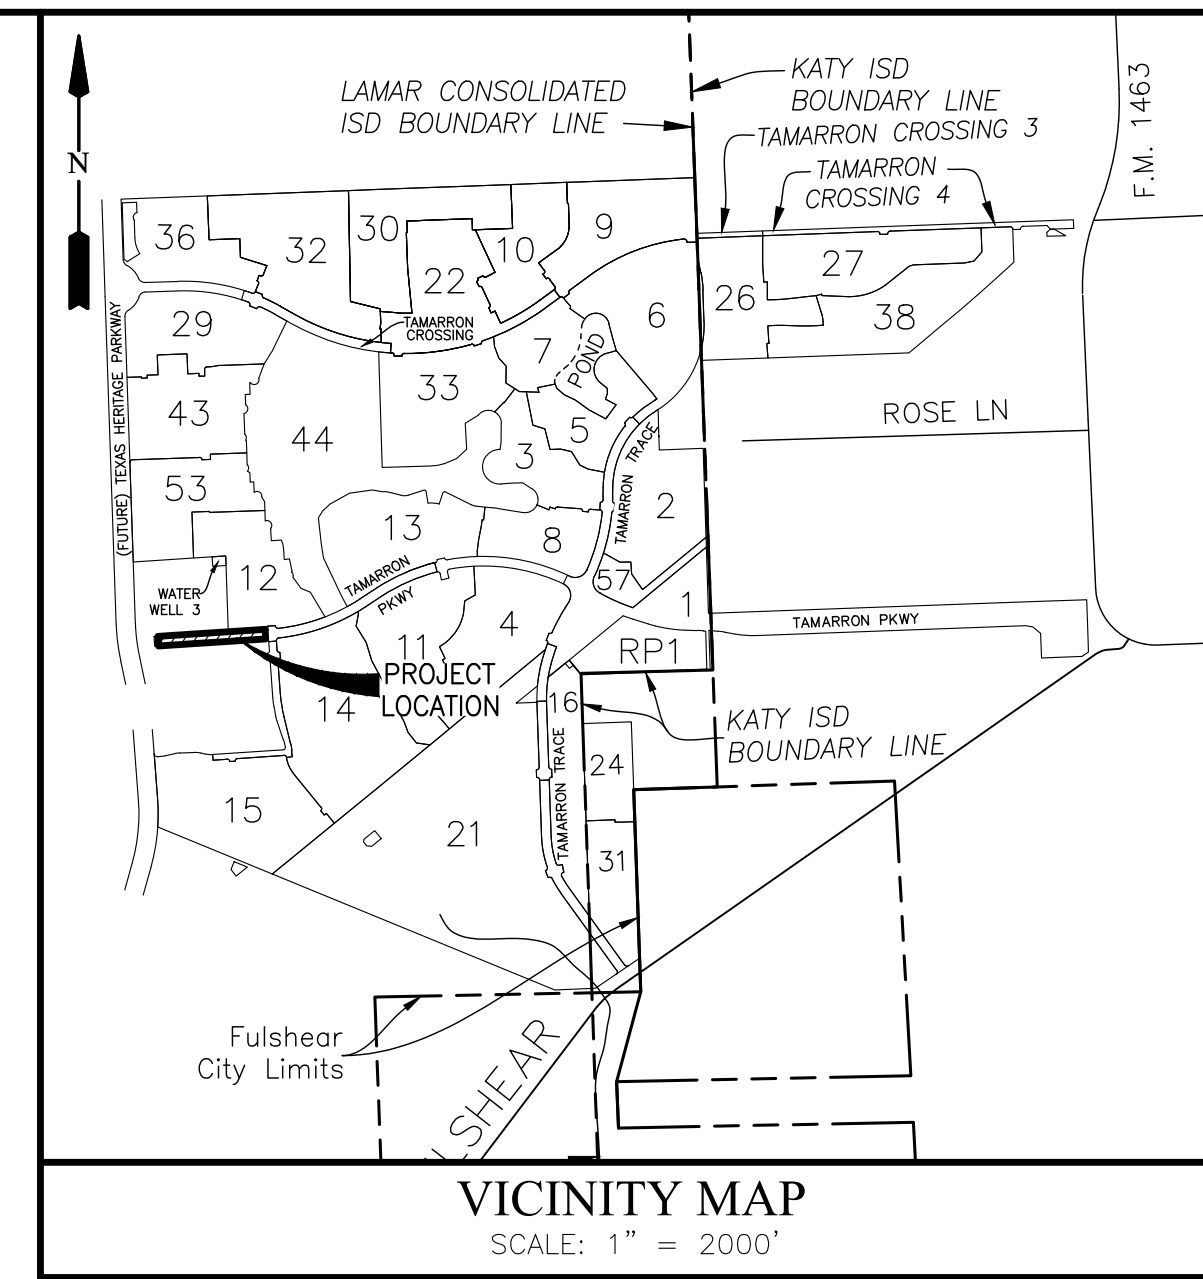 KATY ISD
BOUNDARY LINE
LAMAR CONSOLIDATED
ISD BOUNDARY LINE
TAMARRON CROSSING 3
TAMARRON
CROSSING 4
F.M. 1463
N
36
32
30
22
10
9
6
26
27
38
29
TAMARRON
CROSSING
7
POND
33
(FUTURE) TEXAS HERITAGE PARKWAY
43
44
5
3
TAMARRON TRACE
ROSE LN
53
2
13
8
12
WATER
WELL 3
TAMARRON
PKWY
57
1
TAMARRON PKWY
4
11
RP1
PROJECT
LOCATION
14
16
KATY ISD
BOUNDARY LINE
24
TAMARRON TRACE
15
21
31
Fulshear
City Limits
LSHEAR
VICINITY MAP
SCALE: 1" = 2000'